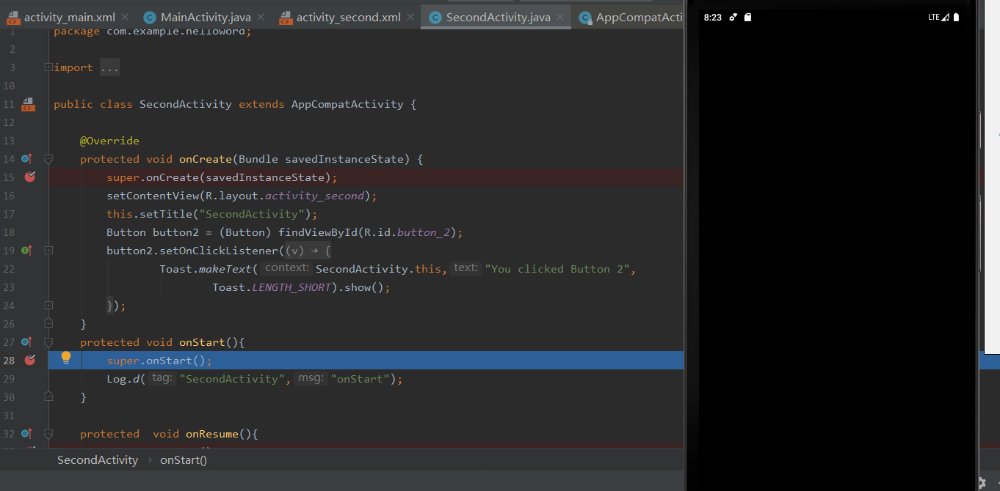 activity_main.xml MainActivity.java activity_second.xml SecondActivity.java AppCompatActi
8:23 LTE
1 package com.example.helloword;
2
3 import ...
10
11 public class SecondActivity extends AppCompatActivity {
12
13 @Override
14 protected void onCreate(Bundle savedInstanceState) {
15 super.onCreate(savedInstanceState);
16 setContentView(R.layout.activity_second);
17 this.setTitle("SecondActivity");
18 Button button2 = (Button) findViewById(R.id.button_2);
19 button2.setOnClickListener((v) → {
22 Toast.makeText( context: SecondActivity.this, text: "You clicked Button 2",
23 Toast.LENGTH_SHORT).show();
24 });
26 }
27 protected void onStart(){
28 super.onStart();
29 Log.d( tag: "SecondActivity", msg: "onStart");
30 }
31
32 protected  void onResume(){
SecondActivity › onStart()